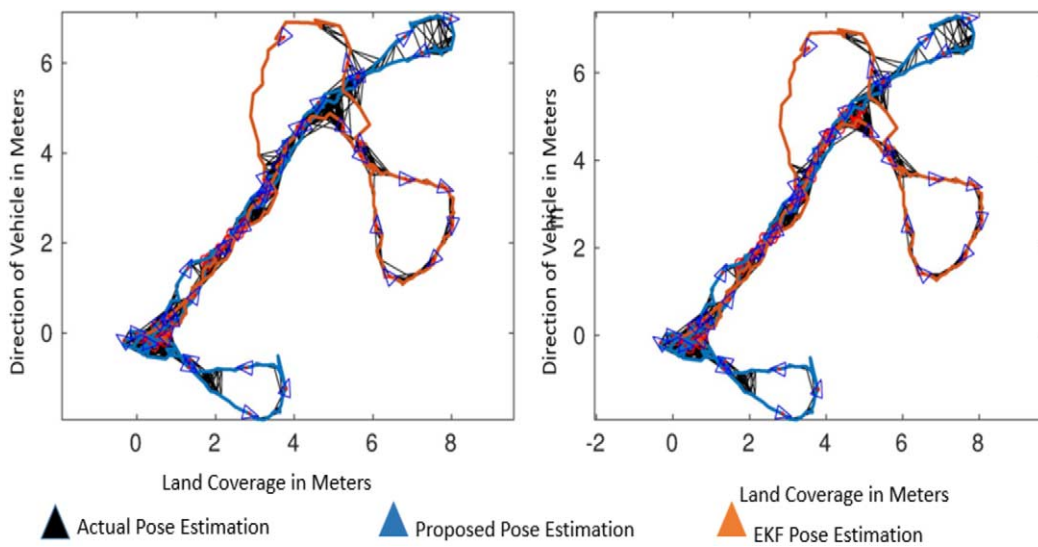 Direction of Vehicle in Meters
6
4
2
0
0
2
4
6
8
Land Coverage in Meters
Direction of Vehicle in Meters
m
6
4
2
0
-2
0
2
4
6
8
Land Coverage in Meters
Actual Pose Estimation
Proposed Pose Estimation
EKF Pose Estimation